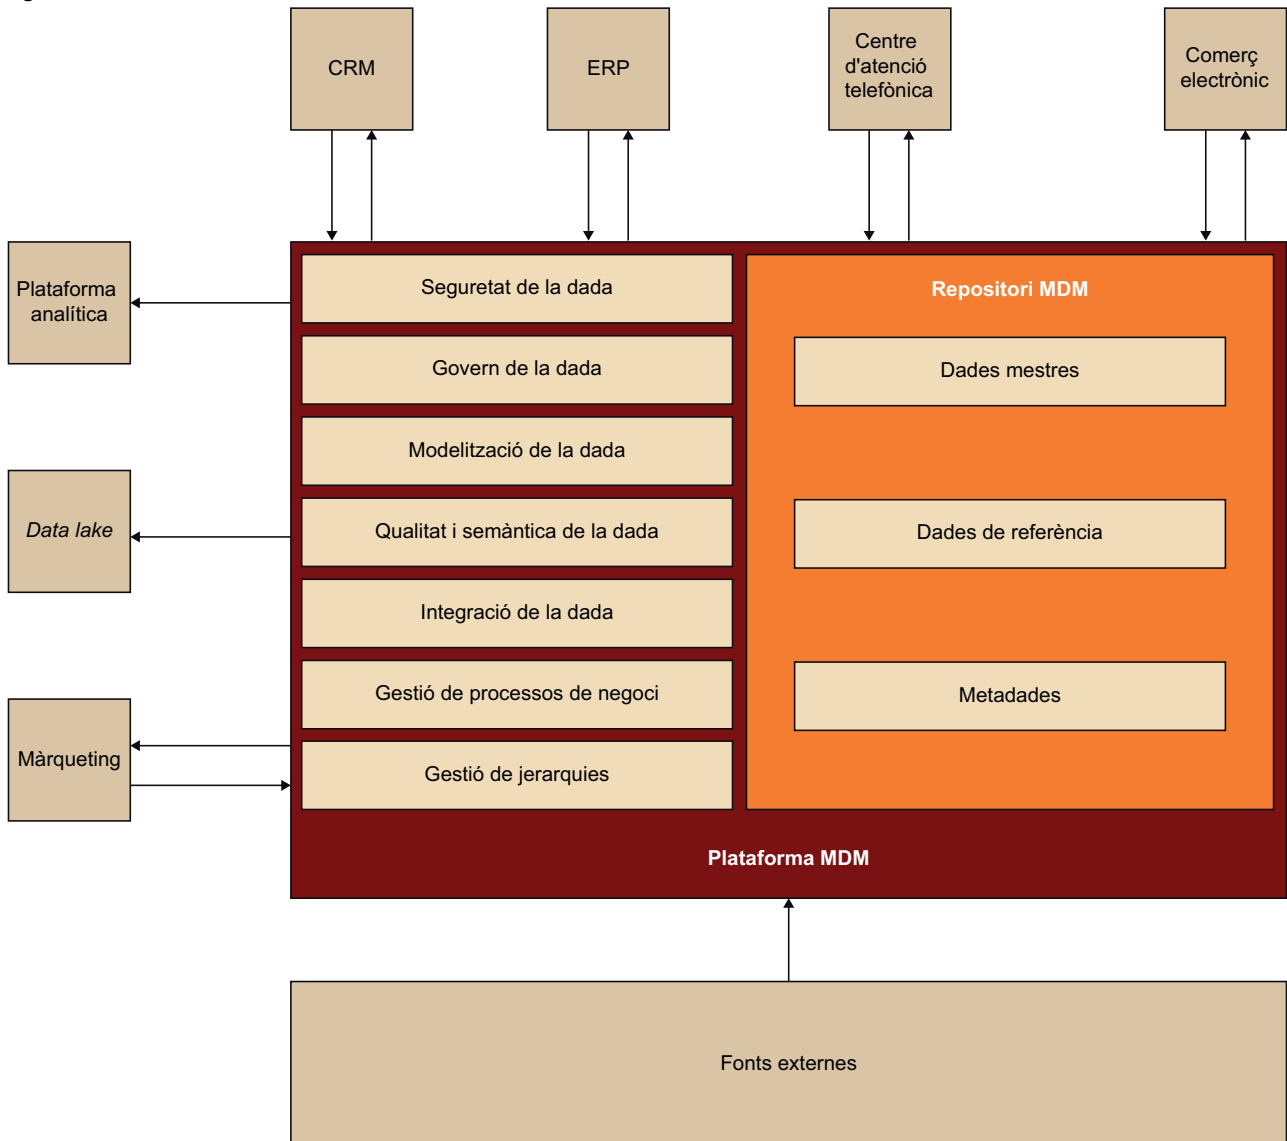 CRM
ERP
Centre
d'atenció
telefònica
Comerç
electrònic
Plataforma
analítica
Data lake
Màrqueting
Seguretat de la dada
Govern de la dada
Modelització de la dada
Qualitat i semàntica de la dada
Integració de la dada
Gestió de processos de negoci
Gestió de jerarquies
Repositori MDM
Dades mestres
Dades de referència
Metadades
Plataforma MDM
Fonts externes